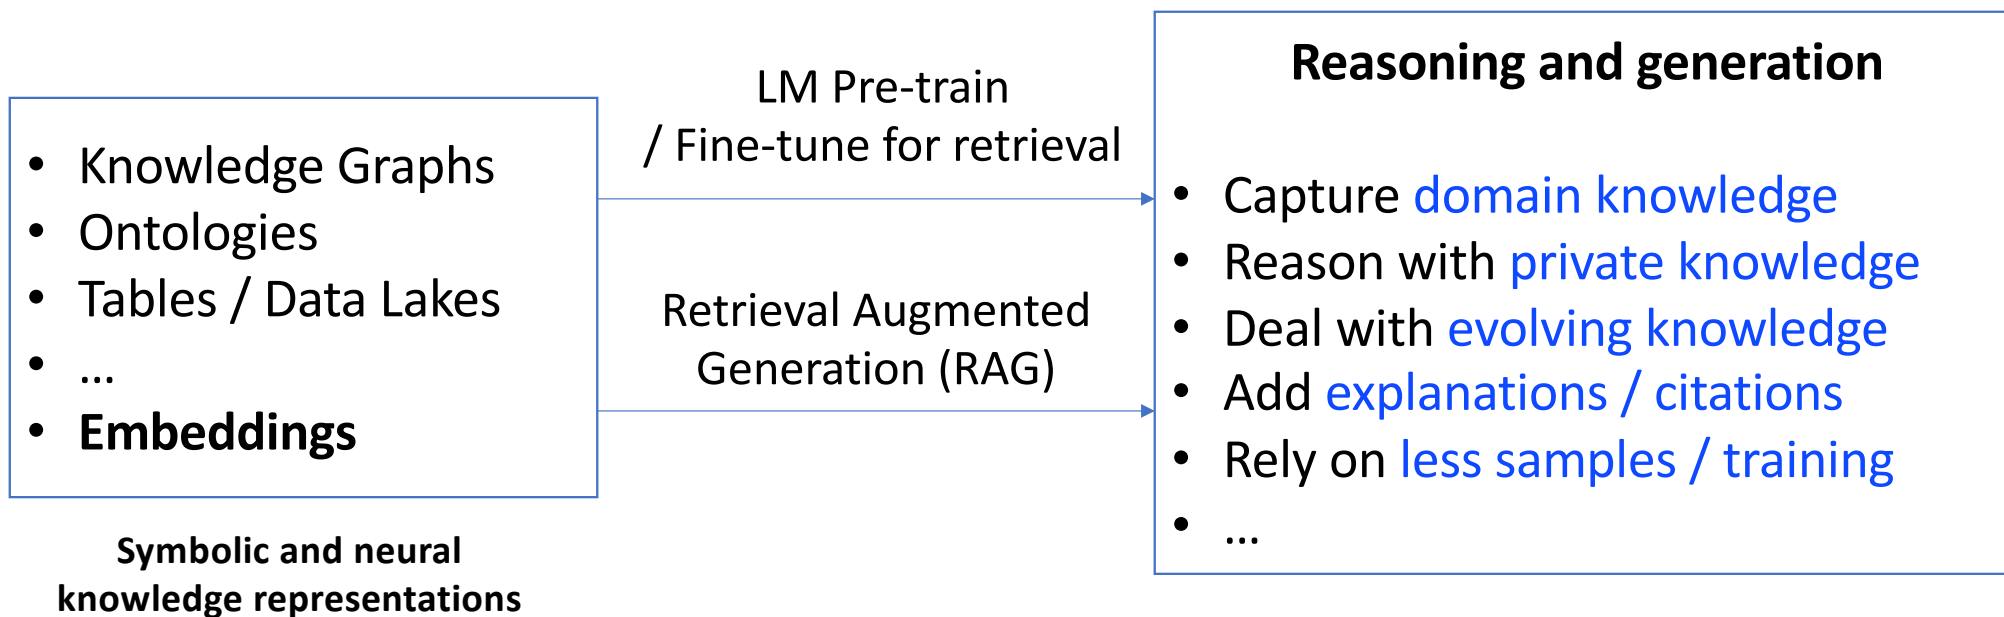 • Knowledge Graphs
• Ontologies
• Tables / Data Lakes
• ...
• Embeddings
Symbolic and neural
knowledge representations
LM Pre-train
/ Fine-tune for retrieval
Retrieval Augmented
Generation (RAG)
Reasoning and generation
• Capture domain knowledge
• Reason with private knowledge
• Deal with evolving knowledge
• Add explanations / citations
• Rely on less samples / training
• ...